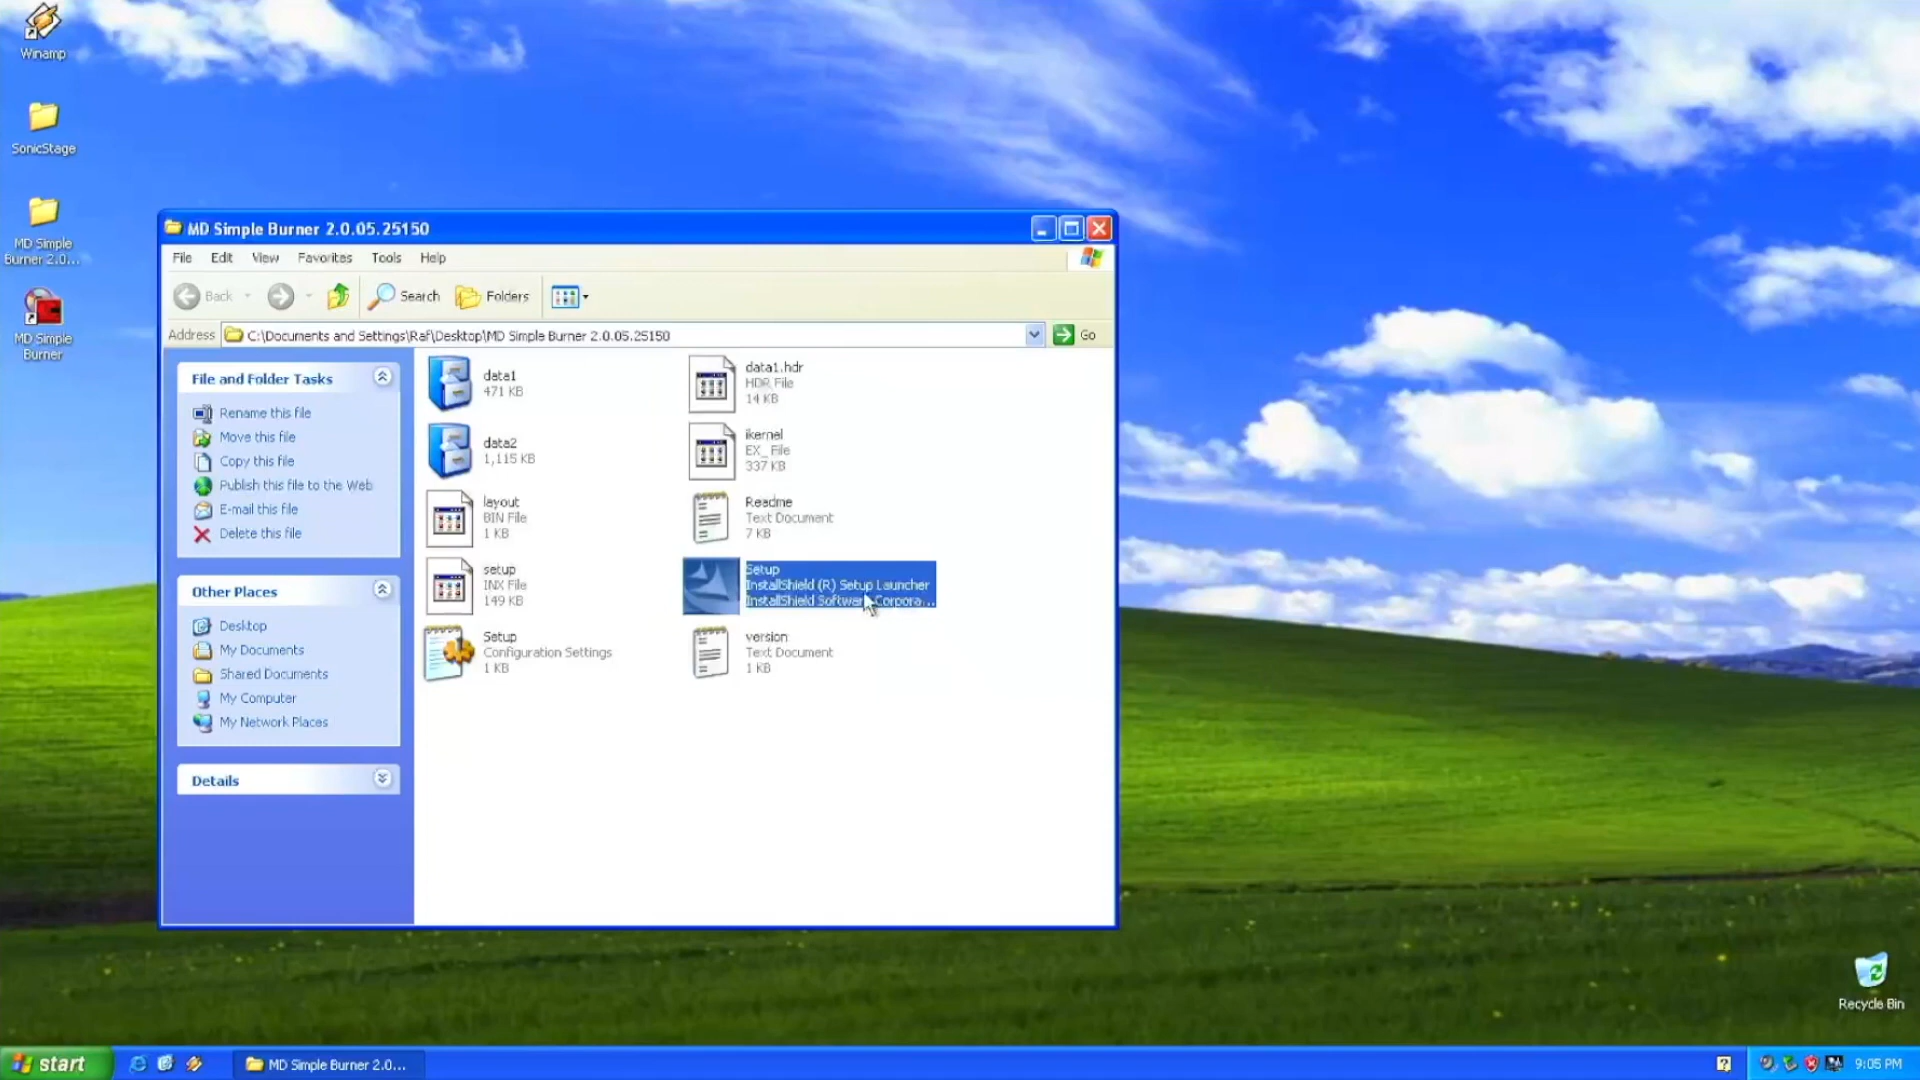 Winamp
SonicStage
MD Simple
Burner 2.0...
MD Simple
Burner
MD Simple Burner 2.0.05.25150
File Edit View Favorites Tools Help
Back Search Folders
Address C:\Documents and Settings\Raf\Desktop\MD Simple Burner 2.0.05.25150 Go
File and Folder Tasks
Rename this file
Move this file
Copy this file
Publish this file to the Web
E-mail this file
Delete this file
Other Places
Desktop
My Documents
Shared Documents
My Computer
My Network Places
Details
data1
471 KB
data1.hdr
HDR File
14 KB
data2
1,115 KB
ikernel
EX_ File
337 KB
layout
BIN File
1 KB
Readme
Text Document
7 KB
setup
INX File
149 KB
Setup
InstallShield (R) Setup Launcher
InstallShield Software Corpora...
Setup
Configuration Settings
1 KB
version
Text Document
1 KB
Recycle Bin
start MD Simple Burner 2.0... 9:05 PM